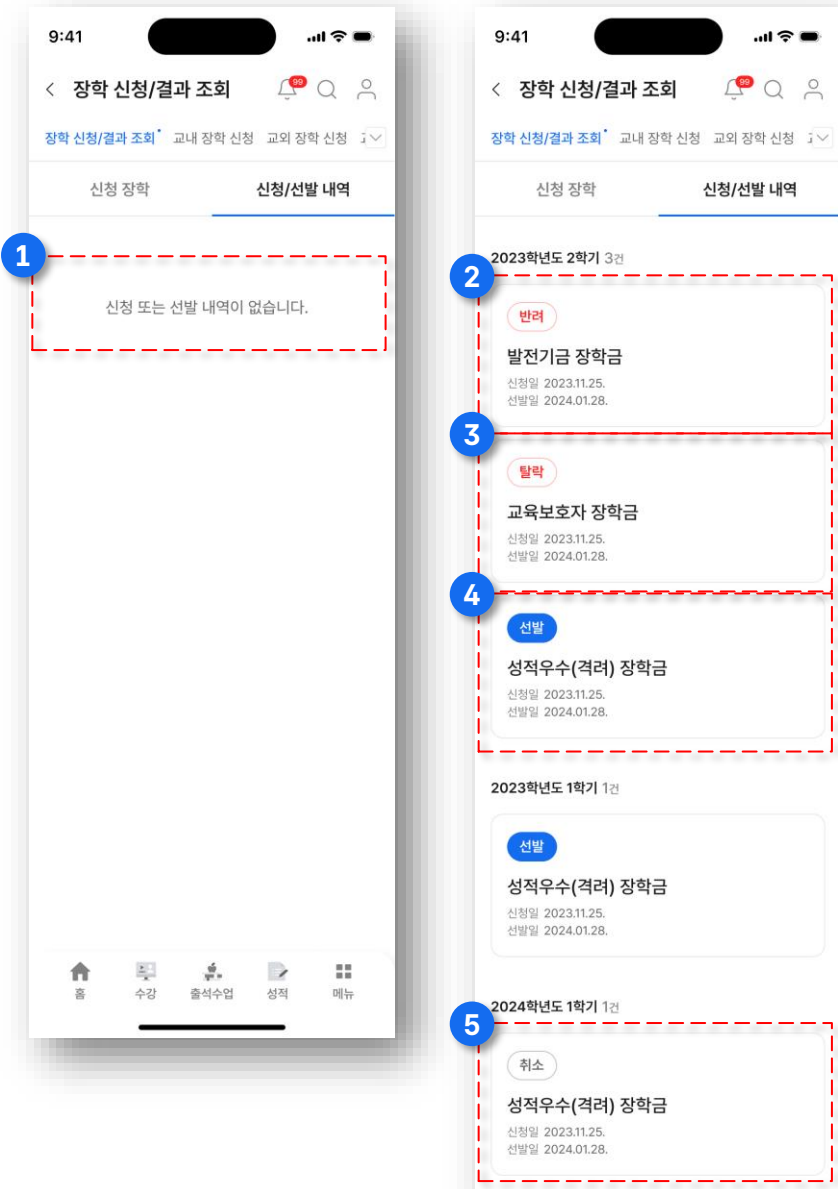 9:41
장학 신청/결과 조회
99
장학 신청/결과 조회 교내 장학 신청 교외 장학 신청
신청 장학 신청/선발 내역
1
신청 또는 선발 내역이 없습니다.
홈 수강 출석수업 성적 메뉴
9:41
장학 신청/결과 조회
99
장학 신청/결과 조회 교내 장학 신청 교외 장학 신청
신청 장학 신청/선발 내역
2023학년도 2학기 3건
2
반려
발전기금 장학금
신청일 2023.11.25.
선발일 2024.01.28.
3
탈락
교육보호자 장학금
신청일 2023.11.25.
선발일 2024.01.28.
4
선발
성적우수(격려) 장학금
신청일 2023.11.25.
선발일 2024.01.28.
2023학년도 1학기 1건
선발
성적우수(격려) 장학금
신청일 2023.11.25.
선발일 2024.01.28.
2024학년도 1학기 1건
5
취소
성적우수(격려) 장학금
신청일 2023.11.25.
선발일 2024.01.28.